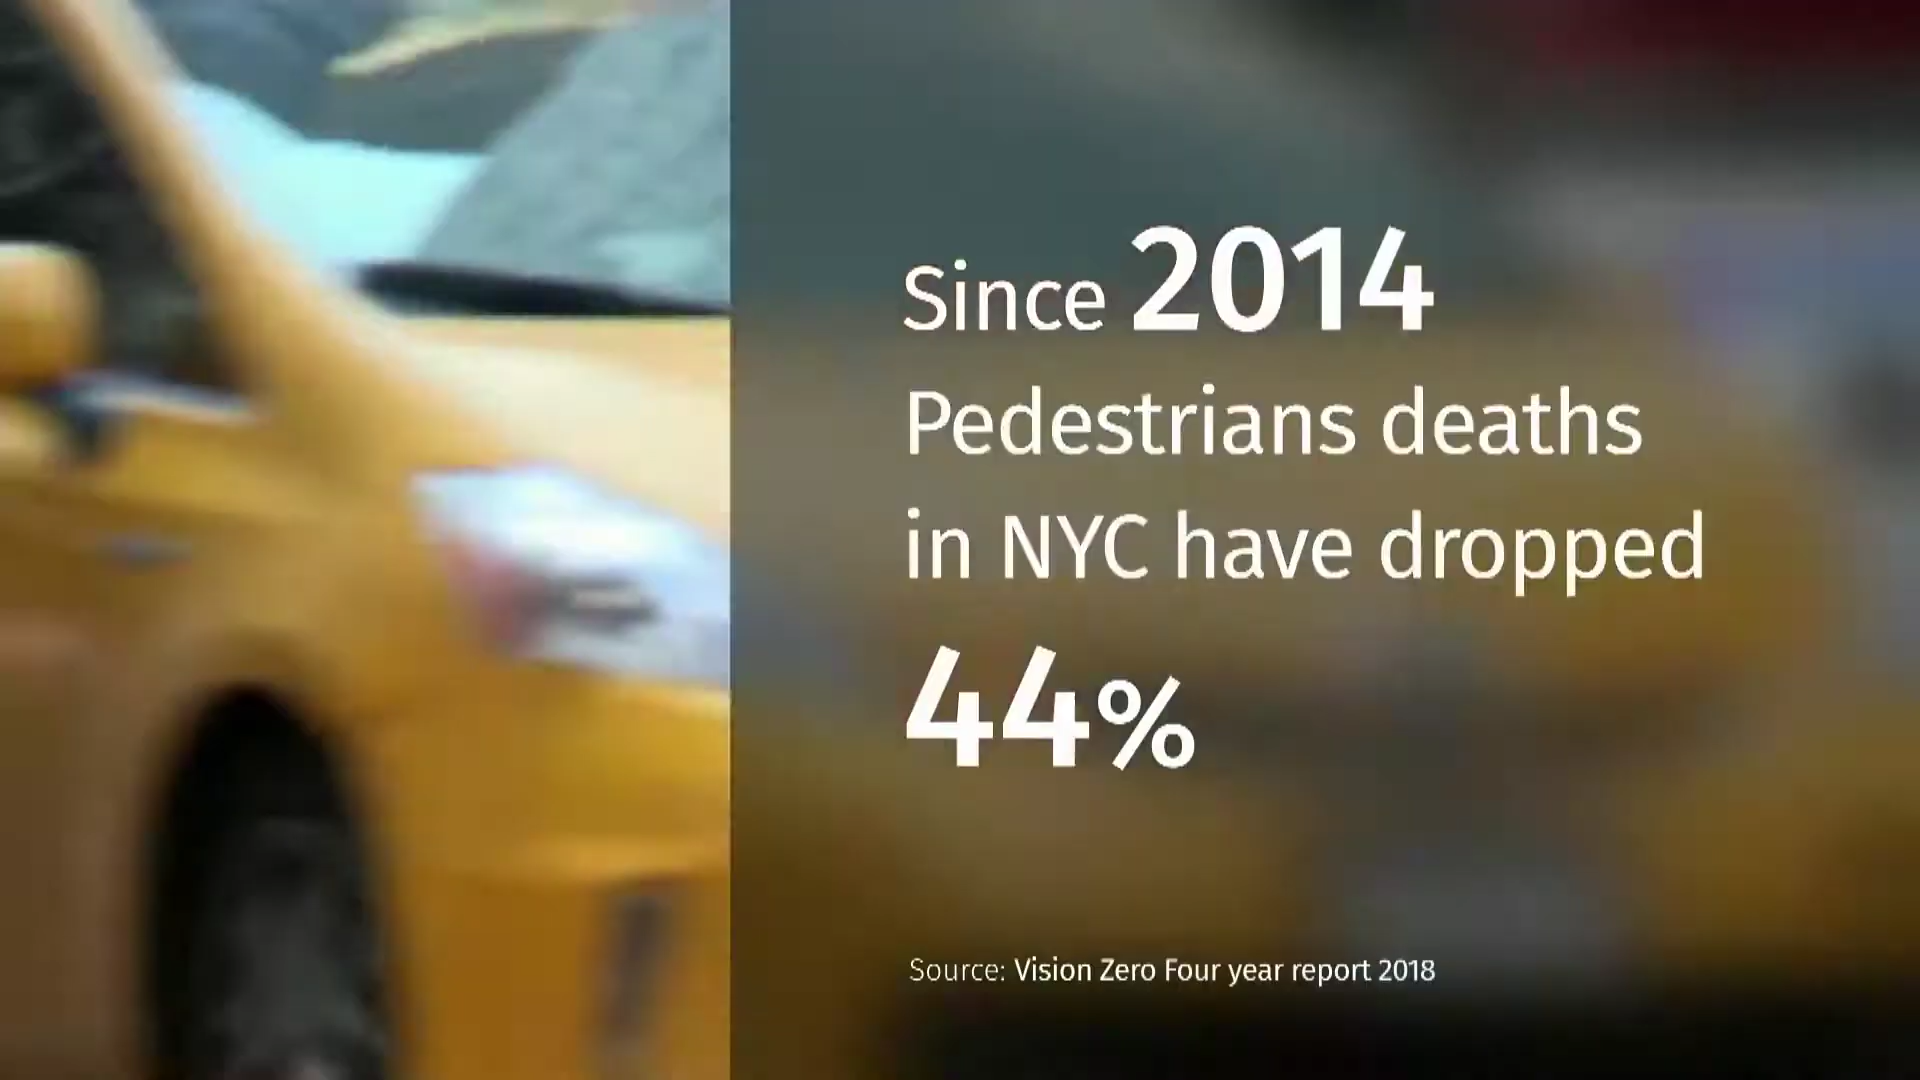 Since 2014
Pedestrians deaths
in NYC have dropped
44%
Source: Vision Zero Four year report 2018